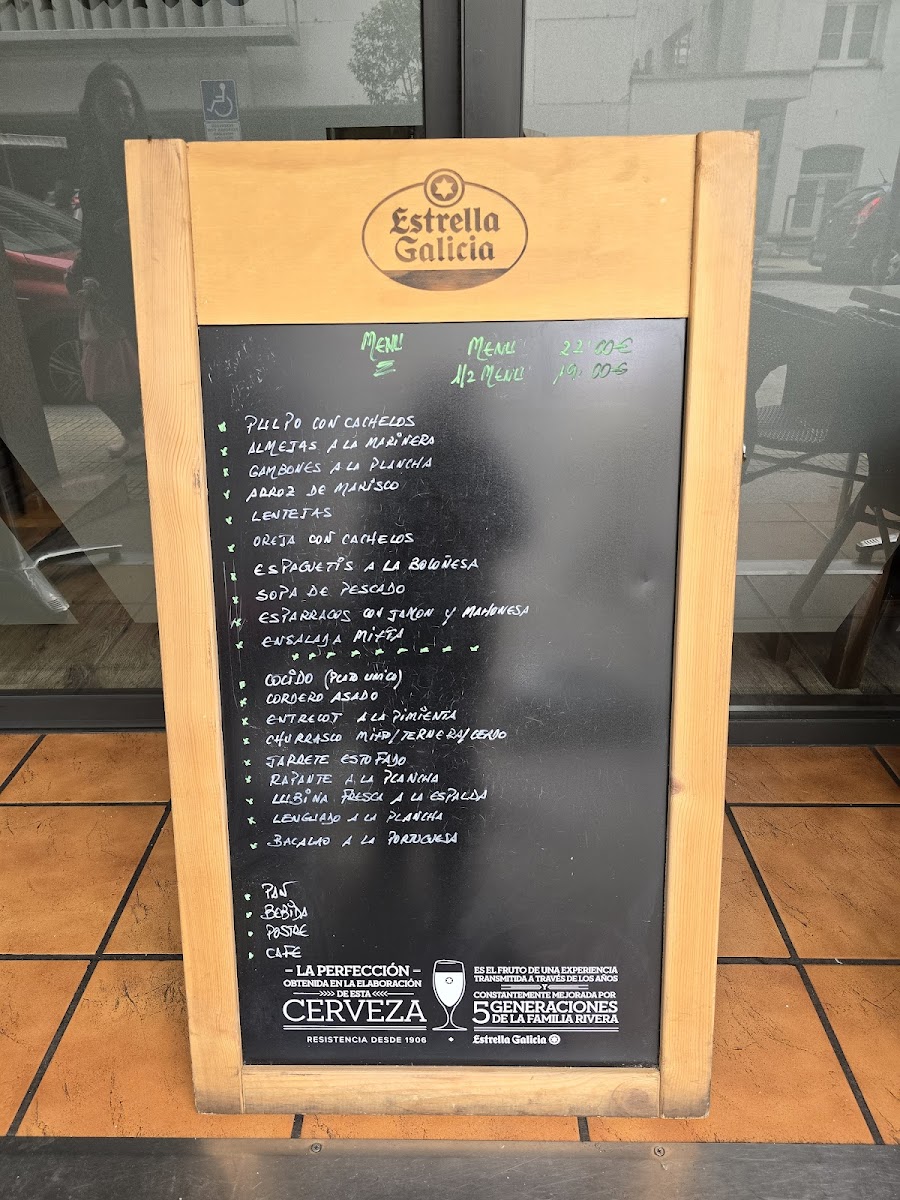 Estrella
Galicia
MENU
MENU 22.00€
1/2 MENU 19.00€
PULPO CON CACHELOS
ALMEJAS A LA MARINERA
GAMBONES A LA PLANCHA
ARROZ DE MARISCO
LENTEJAS
OREJA CON CACHELOS
ESPAGUETIS A LA BOLOÑESA
SOPA DE PESCADO
ESPARRAGOS CON JAMON Y MAHONESA
ENSALADA MIXTA
COCIDO (PLATO UNICO)
CORDERO ASADO
ENTRECOT A LA PIMIENTA
CHURRASCO MIXTO/TERNERA/CERDO
JARRETE ESTOFADO
RAPANTE A LA PLANCHA
LUBINA FRESCA A LA ESPALDA
LENGUADO A LA PLANCHA
BACALAO A LA PORTUGUESA
PAN
BEBIDA
POSTRE
CAFE
– LA PERFECCIÓN –
OBTENIDA EN LA ELABORACIÓN
DE ESTA
CERVEZA
RESISTENCIA DESDE 1906
ES EL FRUTO DE UNA EXPERIENCIA
TRANSMITIDA A TRAVÉS DE LOS AÑOS
Y
CONSTANTEMENTE MEJORADA POR
5 GENERACIONES
DE LA FAMILIA RIVERA
Estrella Galicia